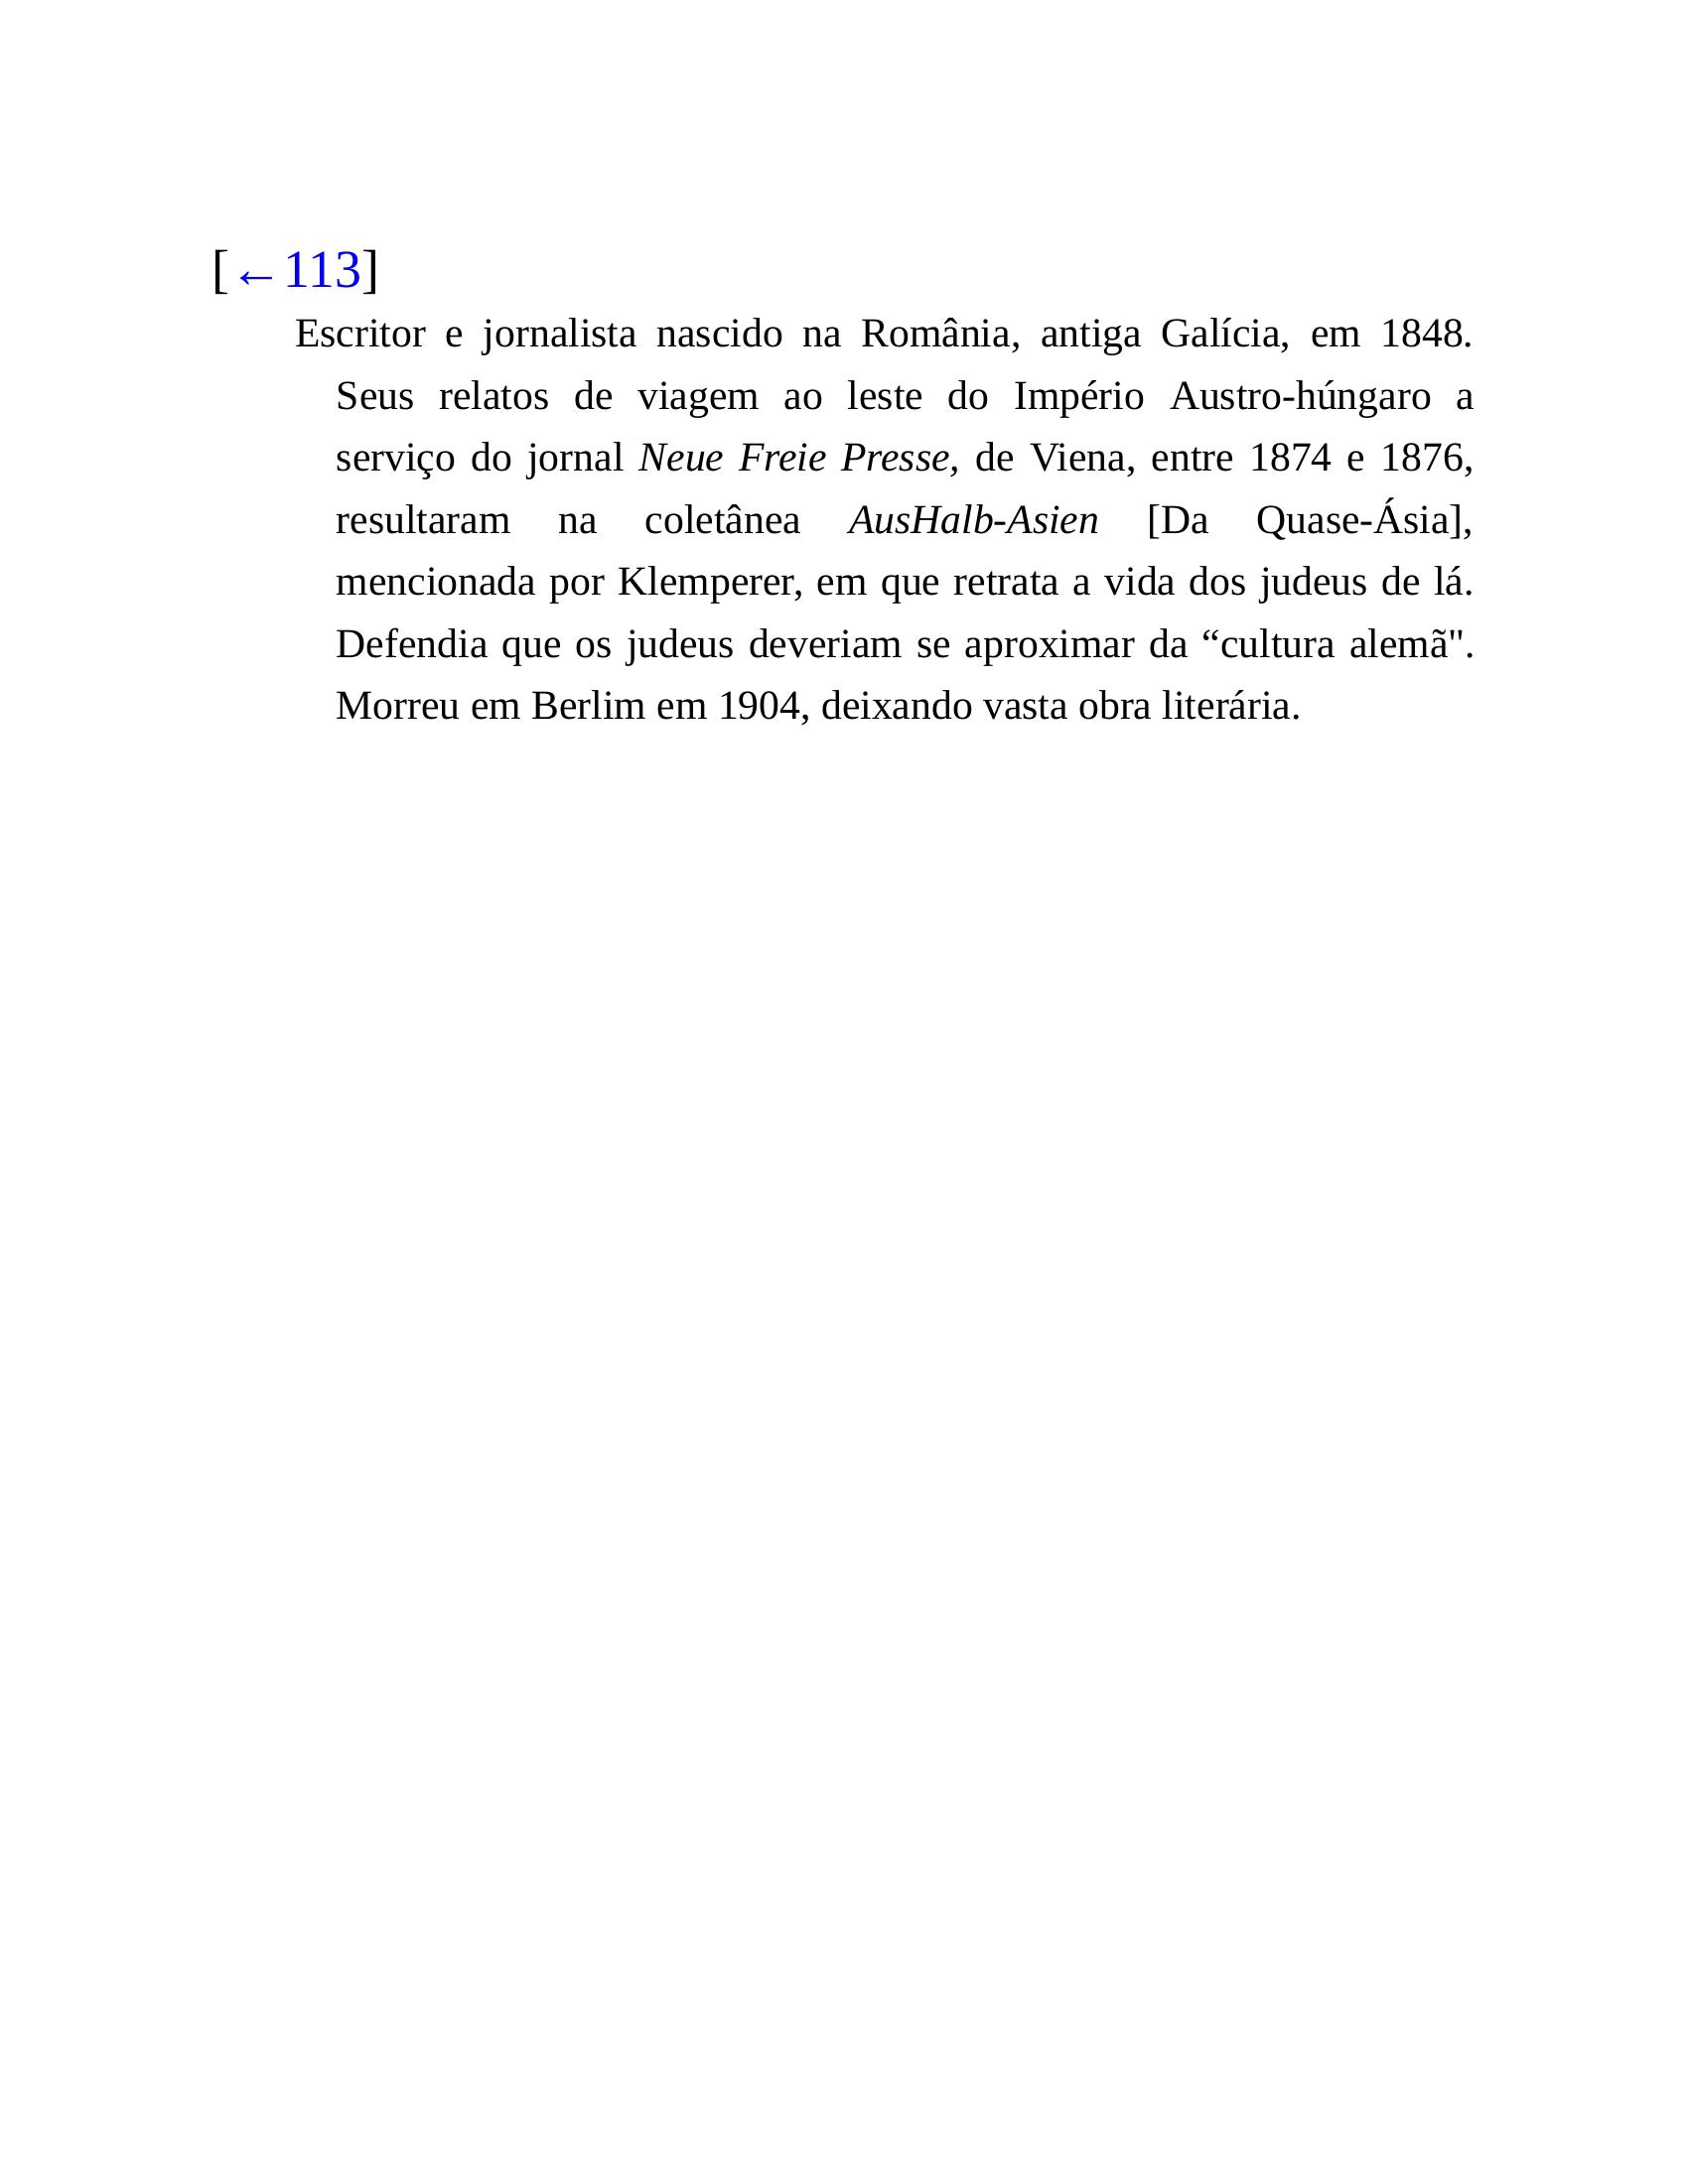 [←113]
Escritor e jornalista nascido na România, antiga Galícia, em 1848.
Seus relatos de viagem ao leste do Império Austro-húngaro a
serviço do jornal Neue Freie Presse, de Viena, entre 1874 e 1876,
resultaram na coletânea AusHalb-Asien [Da Quase-Ásia],
mencionada por Klemperer, em que retrata a vida dos judeus de lá.
Defendia que os judeus deveriam se aproximar da “cultura alemã".
Morreu em Berlim em 1904, deixando vasta obra literária.